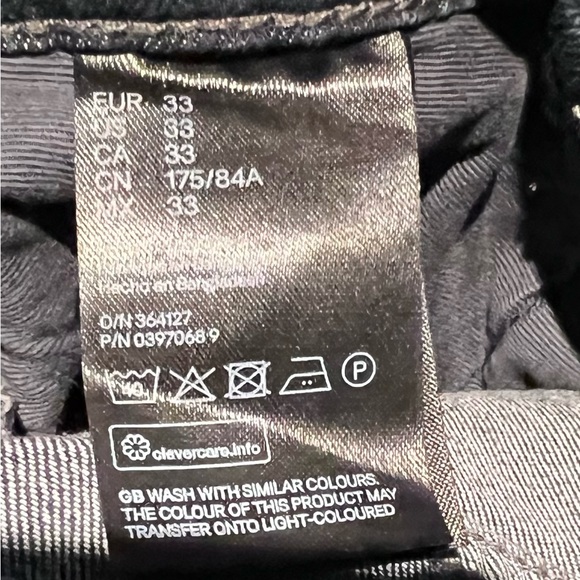 EUR 33
US 33
CA 33
CN 175/84A
MX 33
Hecho en Bangladesh
O/N 364127
P/N 0397068 9
40 P
clevercare.info
GB WASH WITH SIMILAR COLOURS.
THE COLOUR OF THIS PRODUCT MAY
TRANSFER ONTO LIGHT-COLOURED